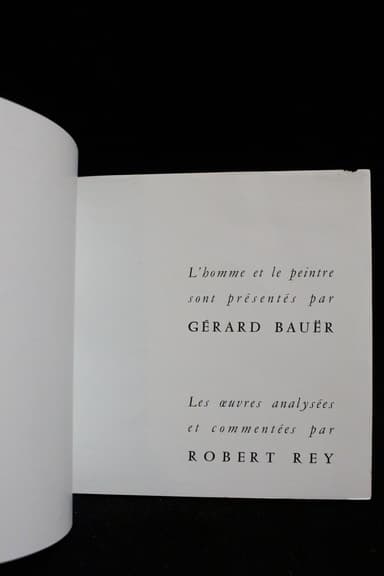 L'homme et le peintre
sont présentés par
GÉRARD BAUËR
Les œuvres analysées
et commentées par
ROBERT REY